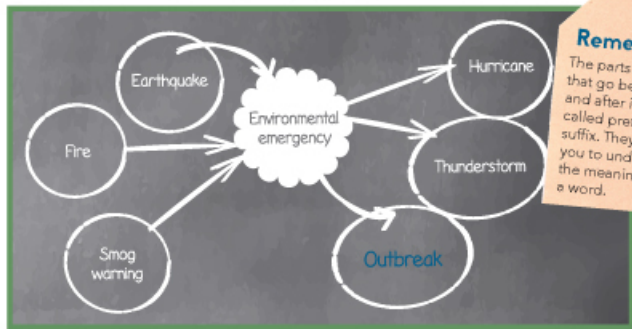 Earthquake
Hurricane
Environmental
emergency
Fire
Thunderstorm
Smog
warning
Outbreak
Reme
The parts
that go be
and after i
called pre
suffix. They
you to und
the meanin
a word.